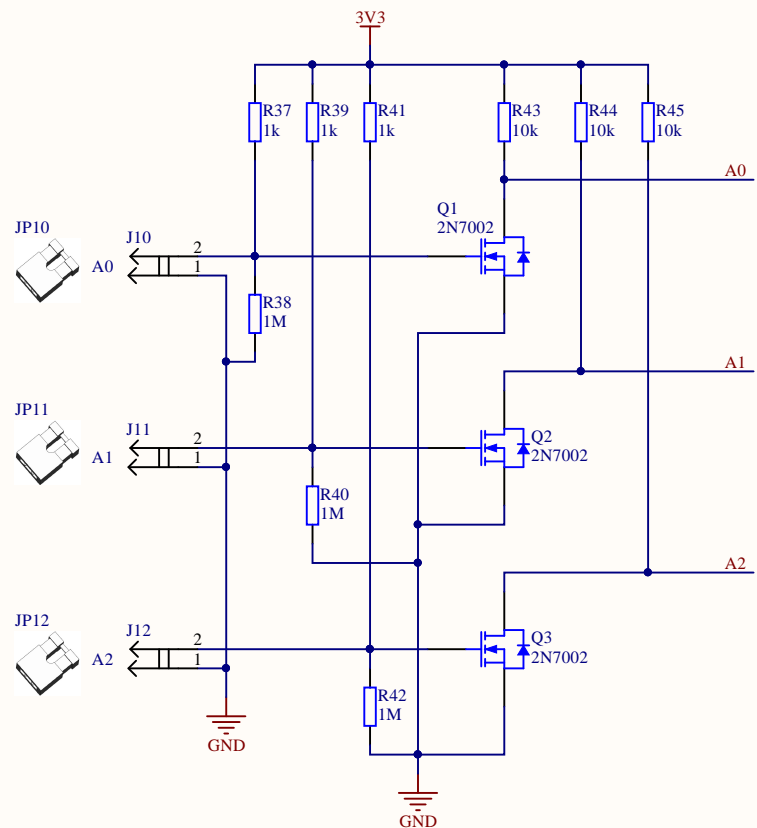 3V3
R37
1k
R39
1k
R41
1k
R43
10k
R44
10k
R45
10k
A0
Q1
2N7002
JP10
J10
A0
2
1
R38
1M
A1
JP11
J11
A1
2
1
Q2
2N7002
R40
1M
A2
JP12
J12
A2
2
1
Q3
2N7002
R42
1M
GND
GND